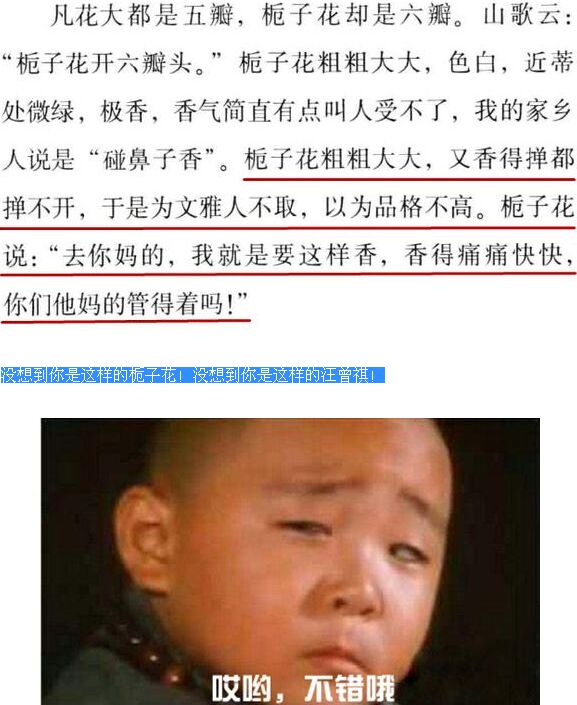 凡花大都是五瓣，栀子花却是六瓣。山歌云：
“栀子花开六瓣头。”栀子花粗粗大大，色白，近蒂
处微绿，极香，香气简直有点叫人受不了，我的家乡
人说是“碰鼻子香”。栀子花粗粗大大，又香得掸都
掸不开，于是为文雅人不取，以为品格不高。栀子花
说：“去你妈的，我就是要这样香，香得痛痛快快，
你们他妈的管得着吗！”
没想到你是这样的栀子花！没想到你是这样的汪曾祺！
哎哟，不错哦